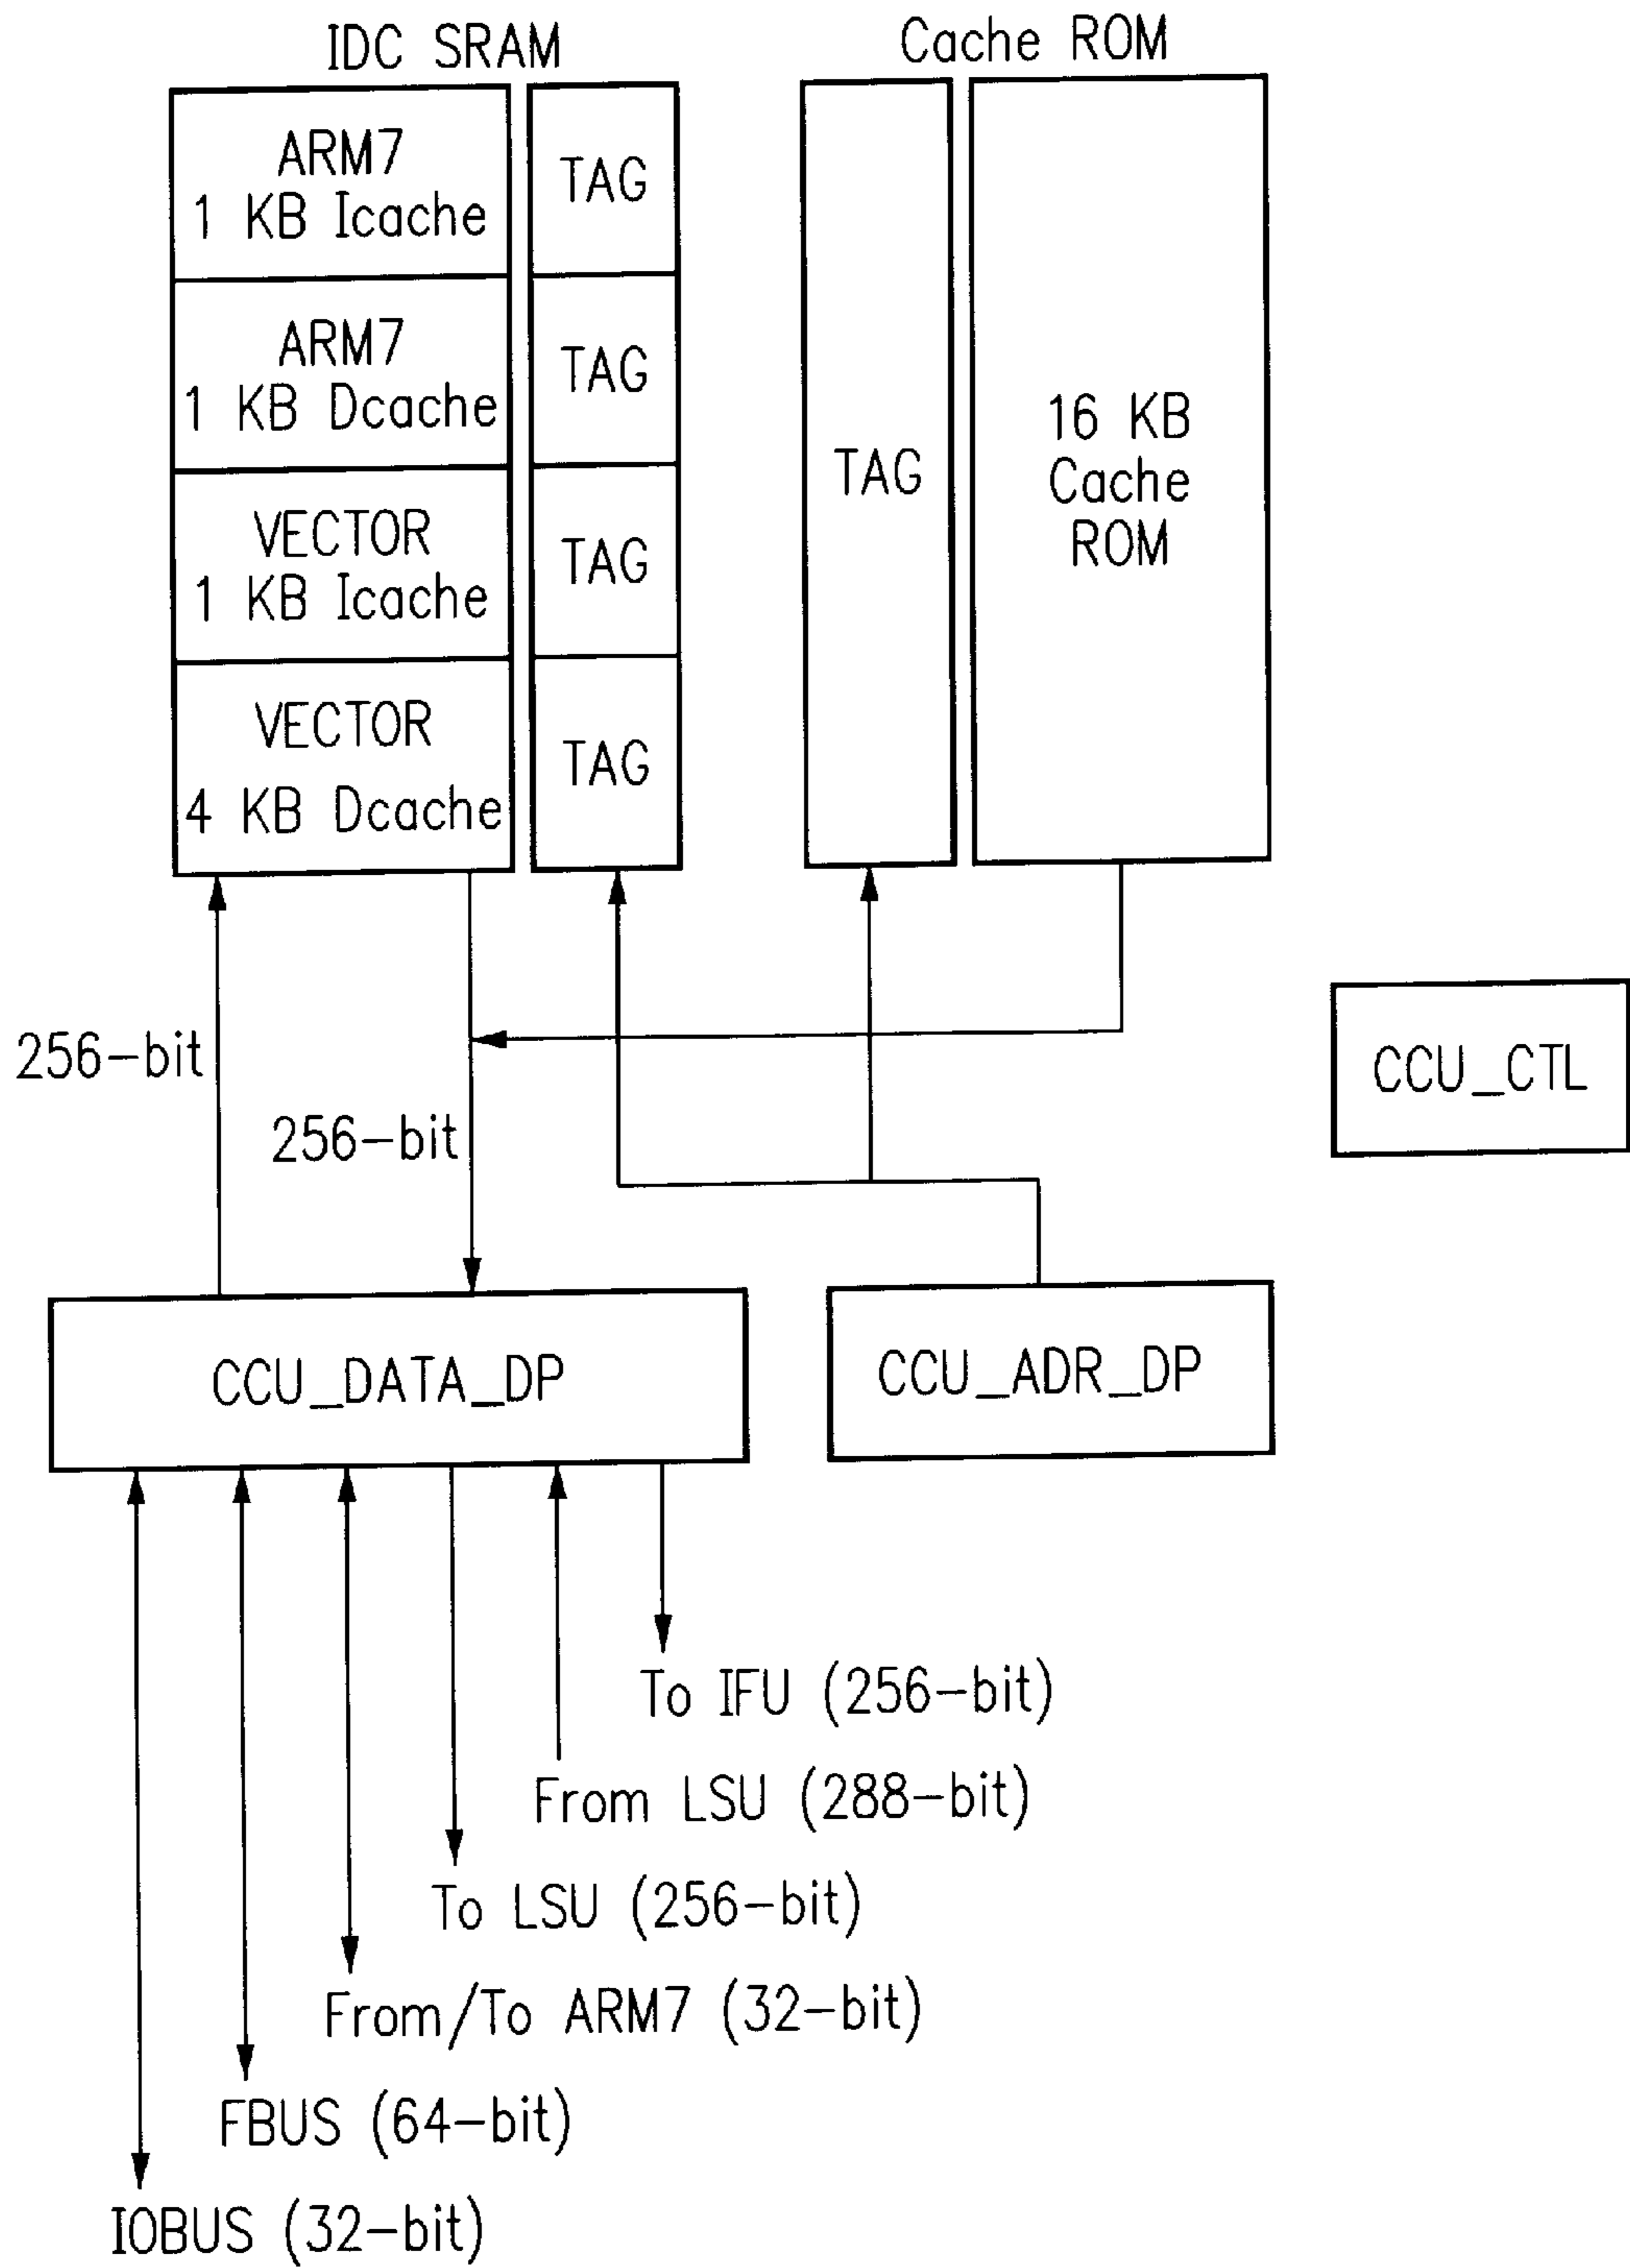 IDC SRAM
Cache ROM
ARM7
1 KB Icache
TAG
ARM7
1 KB Dcache
TAG
VECTOR
1 KB Icache
TAG
VECTOR
4 KB Dcache
TAG
TAG
16 KB
Cache
ROM
256-bit
256-bit
CCU_CTL
CCU_DATA_DP
CCU_ADR_DP
To IFU (256-bit)
From LSU (288-bit)
To LSU (256-bit)
From/To ARM7 (32-bit)
FBUS (64-bit)
IOBUS (32-bit)